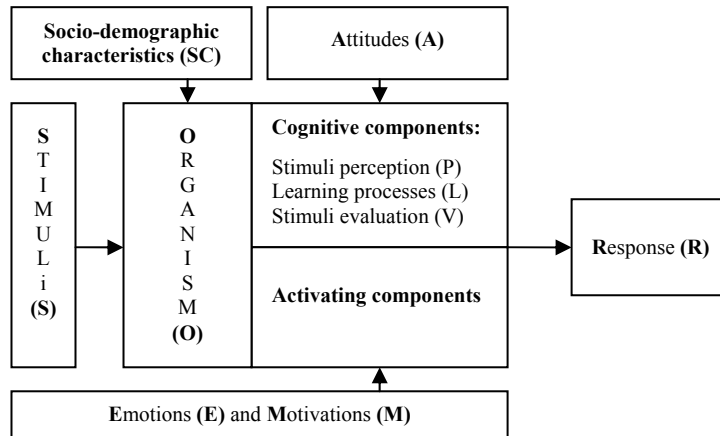 Socio-demographic
characteristics (SC)
Attitudes (A)
S
T
I
M
U
L
i
(S)
O
R
G
A
N
I
S
M
(O)
Cognitive components:
Stimuli perception (P)
Learning processes (L)
Stimuli evaluation (V)
Activating components
Response (R)
Emotions (E) and Motivations (M)